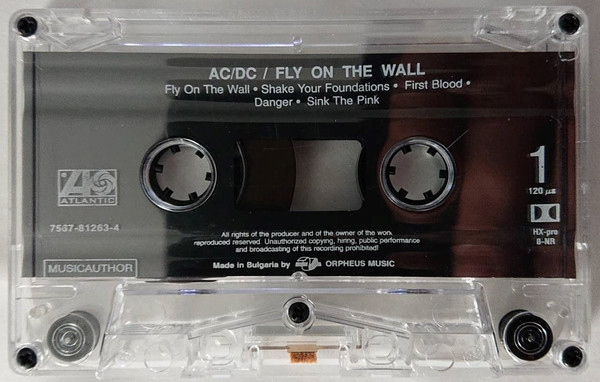 AC/DC / FLY ON THE WALL
Fly On The Wall • Shake Your Foundations • First Blood •
Danger • Sink The Pink
ATLANTIC
7567-81263-4
MUSICAUTHOR
1
120 µs
HX-pro
B-NR
All rights of the producer and of the owner of the work
reproduced reserved. Unauthorized copying, hiring, public performance
and broadcasting of this recording prohibited!
Made in Bulgaria by ORPHEUS MUSIC